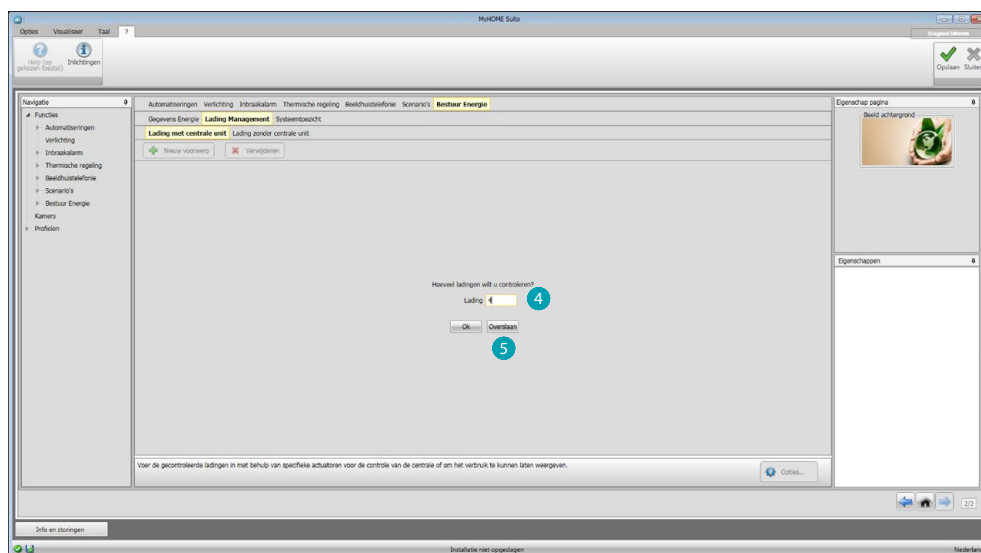 MyHOME Suite
Opties Visualiseer Taal ?
Help (op gekozen toestel)
Inlichtingen
Opslaan Sluiten
Navigatie
Functies
Automatiseringen
Verlichting
Inbraakalarm
Thermische regeling
Beeldhuistelefonie
Scenario's
Bestuur Energie
Kamers
Profielen
Automatiseringen Verlichting Inbraakalarm Thermische regeling Beeldhuistelefonie Scenario's Bestuur Energie
Gegevens Energie Lading Management Systeemtoezicht
Lading met centrale unit Lading zonder centrale unit
Nieuw voorwerp Verwijderen
Hoeveel ladingen wilt u controleren?
Lading 4
4
Ok Overslaan
5
Voer de gecontroleerde ladingen in met behulp van specifieke actuatoren voor de controle van de centrale of om het verbruik te kunnen laten weergeven.
Opties...
Eigenschap pagina
Beeld achtergrond
Eigenschappen
2/2
Info en storingen
Installatie niet opgeslagen
Nederlan